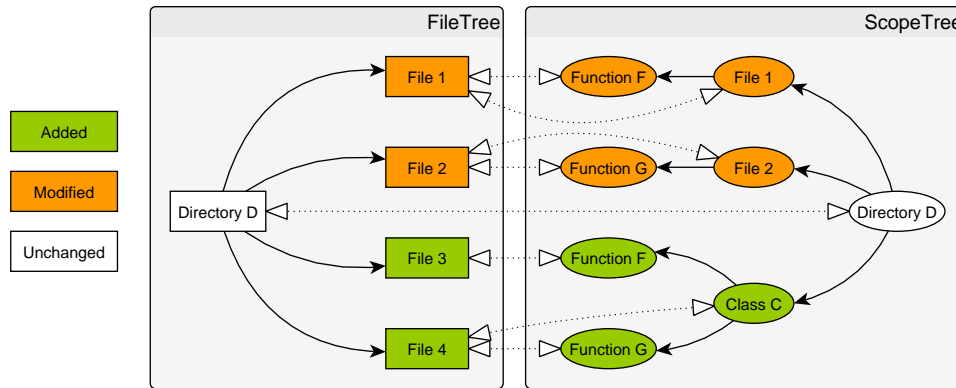 FileTree
ScopeTree
File 1
Function F
File 1
Added
File 2
Function G
File 2
Modified
Directory D
Directory D
Unchanged
File 3
Function F
Class C
File 4
Function G